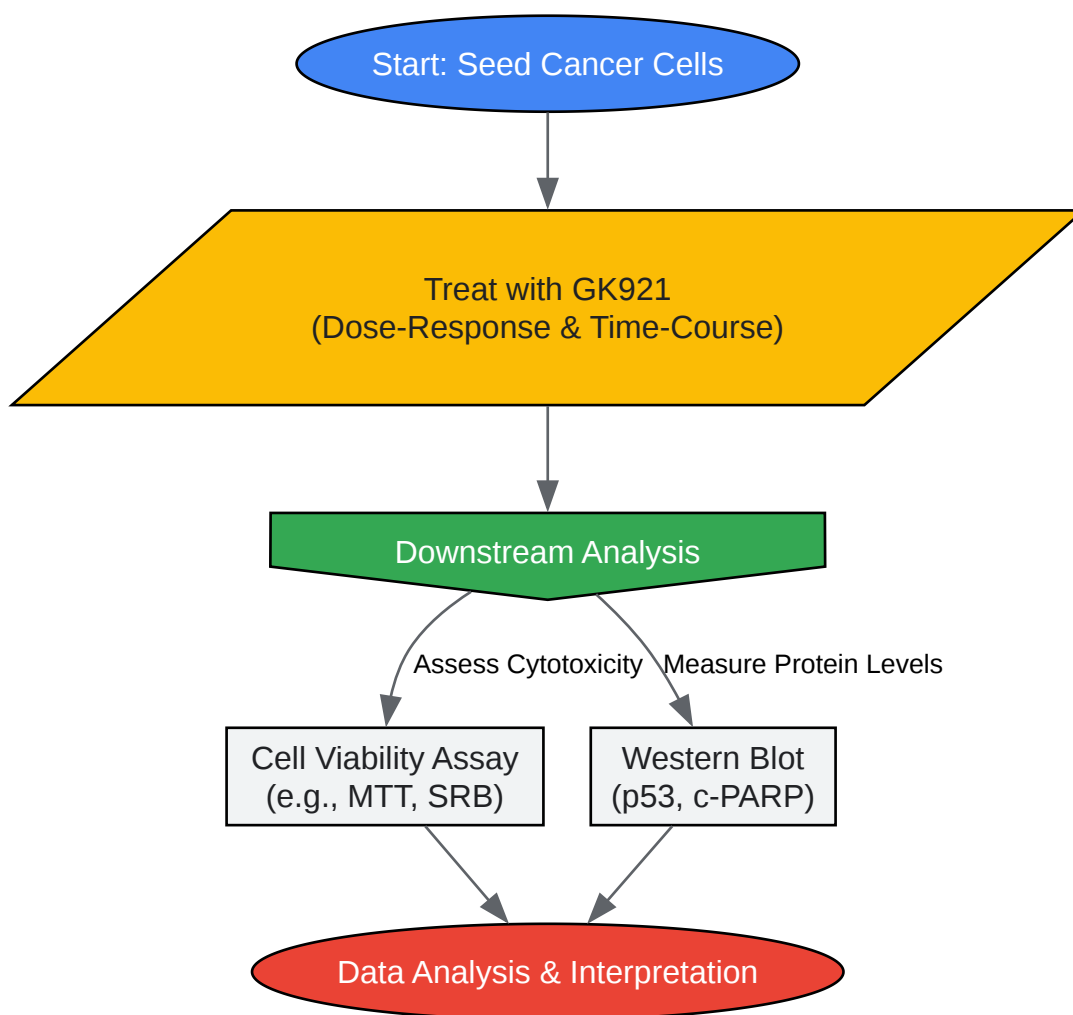 Start: Seed Cancer Cells
Treat with GK921
(Dose-Response & Time-Course)
Downstream Analysis
Assess Cytotoxicity
Measure Protein Levels
Cell Viability Assay
(e.g., MTT, SRB)
Western Blot
(p53, c-PARP)
Data Analysis & Interpretation